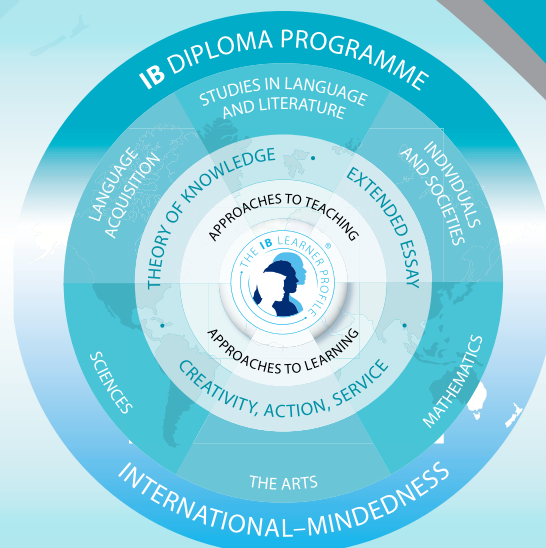 IB DIPLOMA PROGRAMME
STUDIES IN LANGUAGE
AND LITERATURE
LANGUAGE
ACQUISITION
INDIVIDUALS
AND SOCIETIES
THEORY OF KNOWLEDGE
EXTENDED ESSAY
APPROACHES TO TEACHING
THE IB LEARNER PROFILE
®
APPROACHES TO LEARNING
CREATIVITY, ACTION, SERVICE
SCIENCES
MATHEMATICS
THE ARTS
INTERNATIONAL–MINDEDNESS